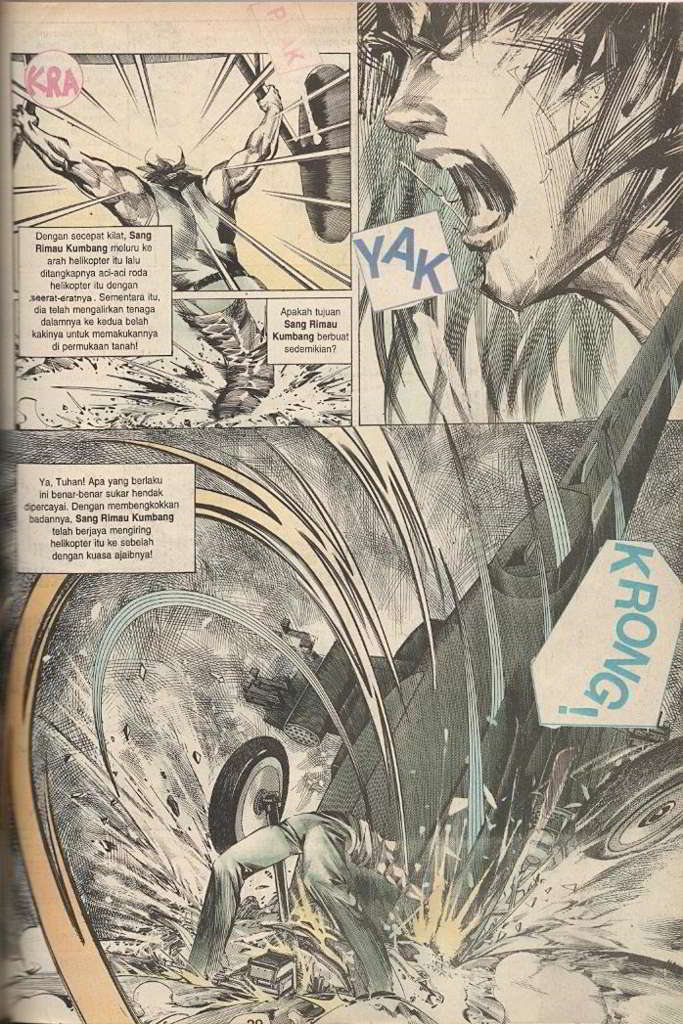 KRA
PAK
Dengan secepat kilat, Sang
Rimau Kumbang meluru ke
arah helikopter itu lalu
ditangkapnya aci-aci roda
helikopter itu dengan
seerat-eratnya. Sementara itu,
dia telah mengalirkan tenaga
dalamnya ke kedua belah
kakinya untuk memakukannya
di permukaan tanah!
Apakah tujuan
Sang Rimau
Kumbang berbuat
sedemikian?
YAK
Ya, Tuhan! Apa yang berlaku
ini benar-benar sukar hendak
dipercayai. Dengan membengkokkan
badannya, Sang Rimau Kumbang
telah berjaya mengiring
helikopter itu ke sebelah
dengan kuasa ajaibnya!
KRONG!